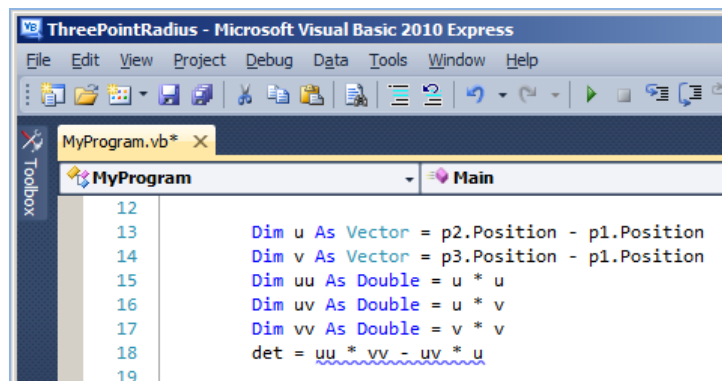 ThreePointRadius - Microsoft Visual Basic 2010 Express
File Edit View Project Debug Data Tools Window Help
MyProgram.vb*
Toolbox
MyProgram Main
12
13 Dim u As Vector = p2.Position - p1.Position
14 Dim v As Vector = p3.Position - p1.Position
15 Dim uu As Double = u * u
16 Dim uv As Double = u * v
17 Dim vv As Double = v * v
18 det = uu * vv - uv * u
19